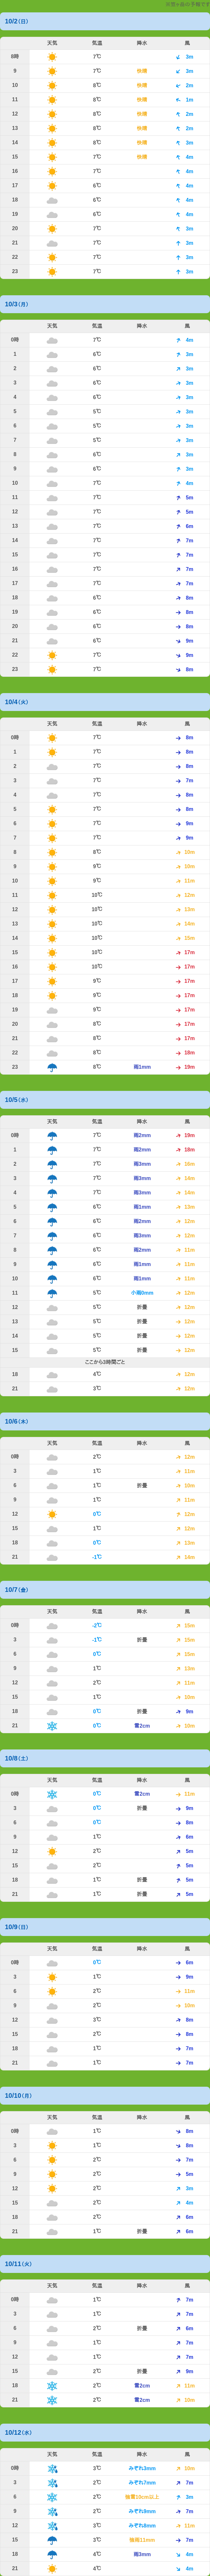 10/2(日)
天気 気温 降水 風
8時 7℃ 3m
9 7℃ 快適 3m
10 8℃ 快適 2m
11 8℃ 快適 1m
12 8℃ 快適 2m
13 8℃ 快適 2m
14 8℃ 快適 3m
15 7℃ 快適 4m
16 7℃ 4m
17 6℃ 4m
18 6℃ 4m
19 6℃ 4m
20 7℃ 3m
21 7℃ 3m
22 7℃ 3m
23 7℃ 3m
10/3(月)
天気 気温 降水 風
0時 7℃ 4m
1 6℃ 3m
2 6℃ 3m
3 6℃ 3m
4 6℃ 3m
5 5℃ 3m
6 5℃ 3m
7 5℃ 3m
8 6℃ 3m
9 6℃ 3m
10 7℃ 4m
11 7℃ 5m
12 7℃ 5m
13 7℃ 6m
14 7℃ 7m
15 7℃ 7m
16 7℃ 7m
17 7℃ 7m
18 6℃ 8m
19 6℃ 8m
20 6℃ 8m
21 6℃ 9m
22 7℃ 9m
23 7℃ 8m
10/4(火)
天気 気温 降水 風
0時 7℃ 8m
1 7℃ 8m
2 7℃ 8m
3 7℃ 7m
4 7℃ 8m
5 7℃ 8m
6 7℃ 9m
7 7℃ 9m
8 8℃ 10m
9 9℃ 10m
10 9℃ 11m
11 10℃ 12m
12 10℃ 13m
13 10℃ 14m
14 10℃ 15m
15 10℃ 17m
16 10℃ 17m
17 9℃ 17m
18 9℃ 17m
19 9℃ 17m
20 8℃ 17m
21 8℃ 17m
22 8℃ 18m
23 8℃ 雨1mm 19m
10/5(水)
天気 気温 降水 風
0時 7℃ 雨2mm 19m
1 7℃ 雨2mm 18m
2 7℃ 雨3mm 16m
3 7℃ 雨3mm 14m
4 7℃ 雨3mm 14m
5 6℃ 雨1mm 13m
6 6℃ 雨2mm 12m
7 6℃ 雨3mm 12m
8 6℃ 雨2mm 11m
9 6℃ 雨1mm 11m
10 6℃ 雨1mm 11m
11 5℃ 小雨0mm 12m
12 5℃ 折畳 12m
13 5℃ 折畳 12m
14 5℃ 折畳 12m
15 5℃ 折畳 12m
ここから3時間ごと
18 4℃ 12m
21 3℃ 12m
10/6(木)
天気 気温 降水 風
0時 2℃ 12m
3 1℃ 11m
6 1℃ 折畳 10m
9 1℃ 11m
12 0℃ 12m
15 1℃ 12m
18 0℃ 13m
21 -1℃ 14m
10/7(金)
天気 気温 降水 風
0時 -2℃ 15m
3 -1℃ 折畳 15m
6 0℃ 15m
9 1℃ 13m
12 2℃ 11m
15 1℃ 10m
18 0℃ 折畳 9m
21 0℃ 雪2cm 10m
10/8(土)
天気 気温 降水 風
0時 0℃ 雪2cm 11m
3 0℃ 折畳 9m
6 0℃ 8m
9 1℃ 6m
12 2℃ 5m
15 2℃ 5m
18 1℃ 折畳 5m
21 1℃ 折畳 5m
10/9(日)
天気 気温 降水 風
0時 0℃ 6m
3 1℃ 9m
6 2℃ 11m
9 2℃ 10m
12 3℃ 8m
15 2℃ 8m
18 1℃ 7m
21 1℃ 7m
10/10(月)
天気 気温 降水 風
0時 1℃ 8m
3 1℃ 8m
6 2℃ 7m
9 2℃ 5m
12 2℃ 3m
15 2℃ 4m
18 2℃ 6m
21 1℃ 折畳 6m
10/11(火)
天気 気温 降水 風
0時 1℃ 7m
3 1℃ 7m
6 2℃ 折畳 6m
9 1℃ 7m
12 1℃ 7m
15 2℃ 折畳 9m
18 2℃ 雪2cm 11m
21 2℃ 雪2cm 10m
10/12(水)
天気 気温 降水 風
0時 3℃ みぞれ3mm 10m
3 2℃ みぞれ7mm 7m
6 2℃ 強雪10cm以上 3m
9 2℃ みぞれ9mm 7m
12 3℃ みぞれ8mm 11m
15 3℃ 強雨11mm 7m
18 4℃ 雨3mm 4m
21 4℃ 4m